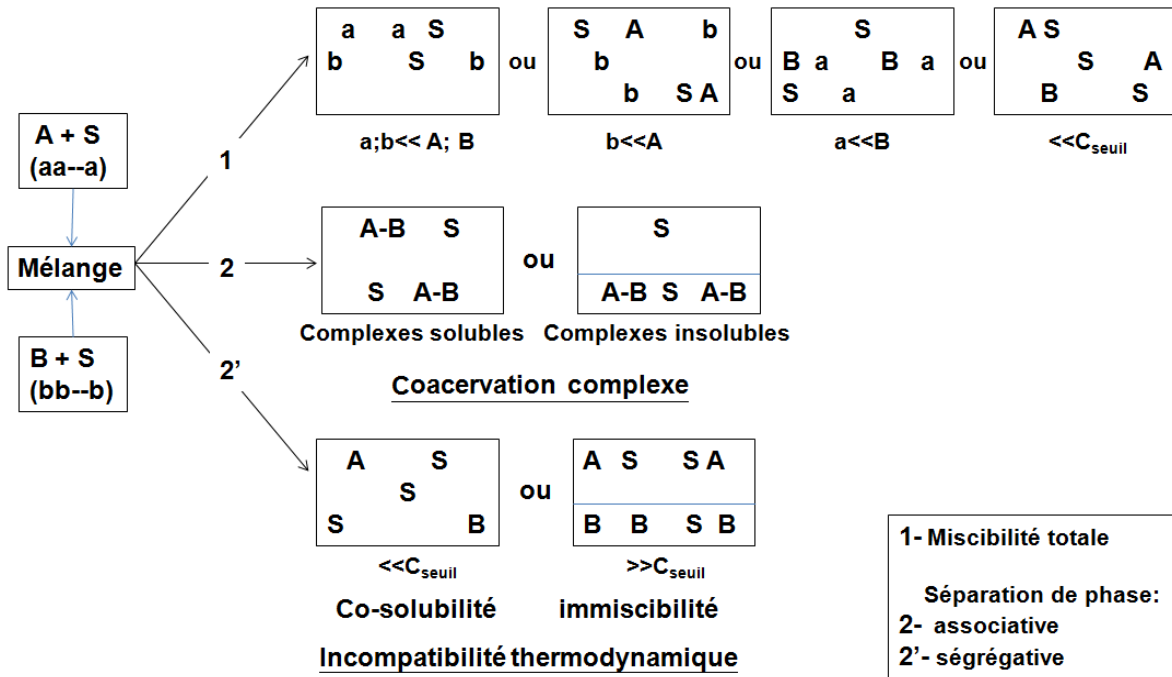 A + S
(aa--a)
Mélange
B + S
(bb--b)
1
2
2'
a a S
b S b
ou
S A b
b
b S A
ou
S
B a B a
S a
ou
A S
S A
B S
a;b<< A; B
b<<A
a<<B
<<Cseuil
A-B S
S A-B
ou
S
A-B S A-B
Complexes solubles
Complexes insolubles
Coacervation complexe
A S
S
S B
ou
A S S A
B B S B
<<Cseuil
>>Cseuil
Co-solubilité
immiscibilité
Incompatibilité thermodynamique
1- Miscibilité totale
Séparation de phase:
2- associative
2'- ségrégative